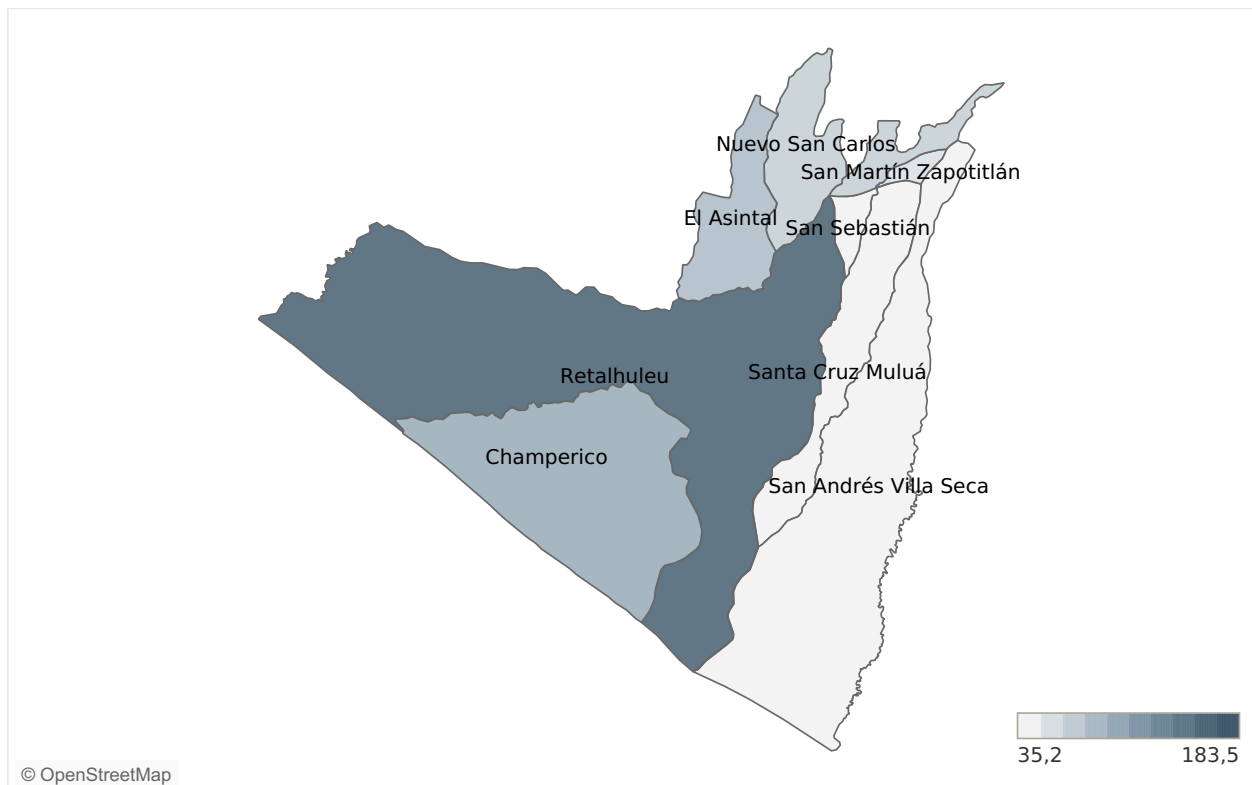 Nuevo San Carlos
San Martín Zapotitlán
El Asintal
San Sebastián
Retalhuleu
Santa Cruz Muluá
Champerico
San Andrés Villa Seca
35,2
183,5
© OpenStreetMap